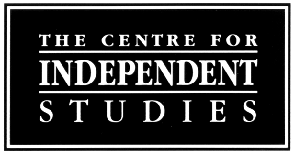 THE CENTRE FOR
INDEPENDENT
STUDIES